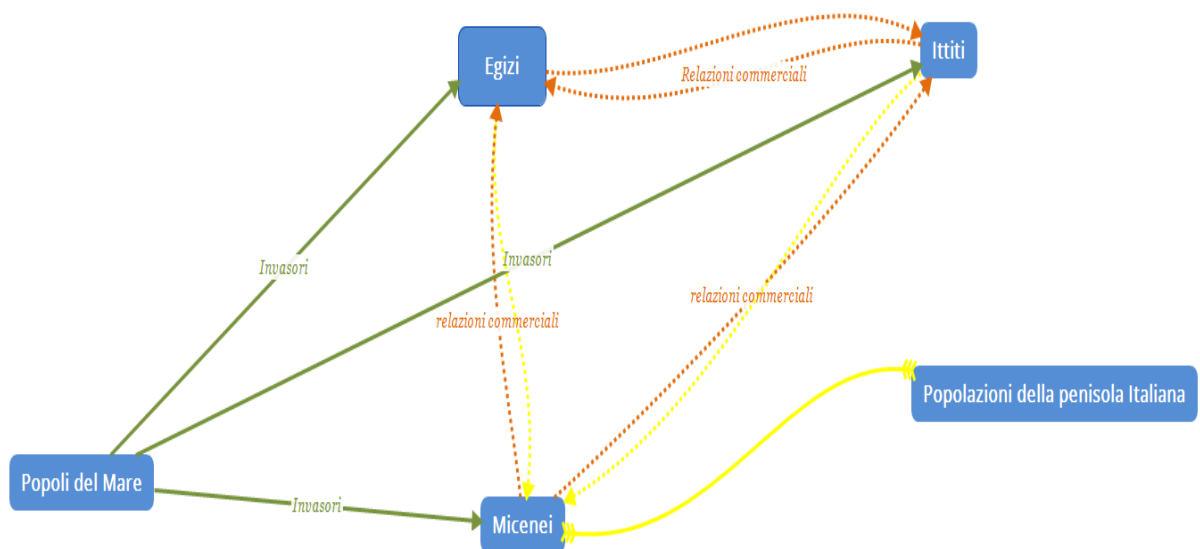 Egizi
Ittiti
Relazioni commerciali
Invasori
Invasori
relazioni commerciali
relazioni commerciali
Popolazioni della penisola Italiana
Popoli del Mare
Invasori
Micenei